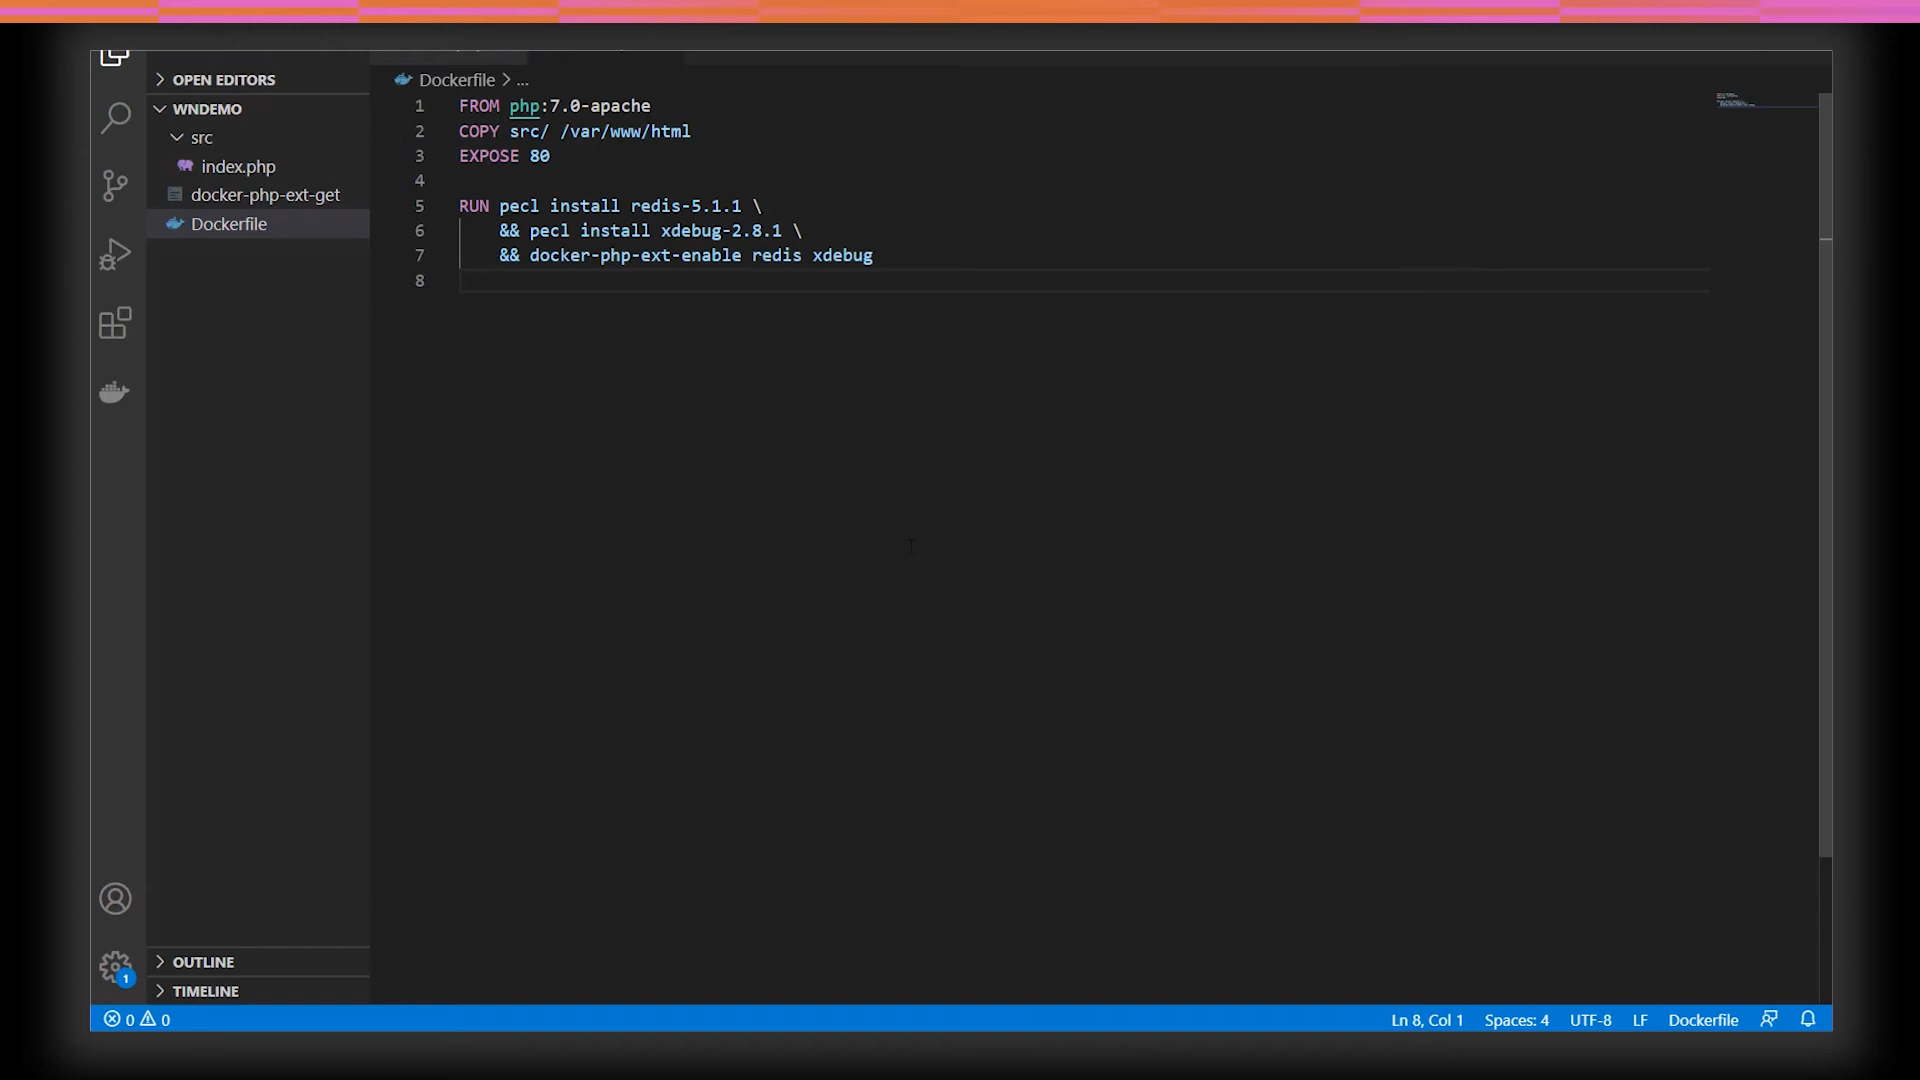 OPEN EDITORS
WNDEMO
src
index.php
docker-php-ext-get
Dockerfile
OUTLINE
TIMELINE
Dockerfile > ...
1 FROM php:7.0-apache
2 COPY src/ /var/www/html
3 EXPOSE 80
4
5 RUN pecl install redis-5.1.1 \
6 && pecl install xdebug-2.8.1 \
7 && docker-php-ext-enable redis xdebug
8
1
0 0 Ln 8, Col 1 Spaces: 4 UTF-8 LF Dockerfile